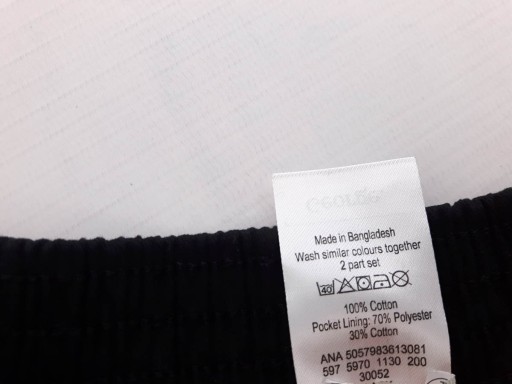 Made in Bangladesh
Wash similar colours together
2 part set
40
100% Cotton
Pocket Lining: 70% Polyester
30% Cotton
ANA 5057983613081
597 5970 1130 200
30052